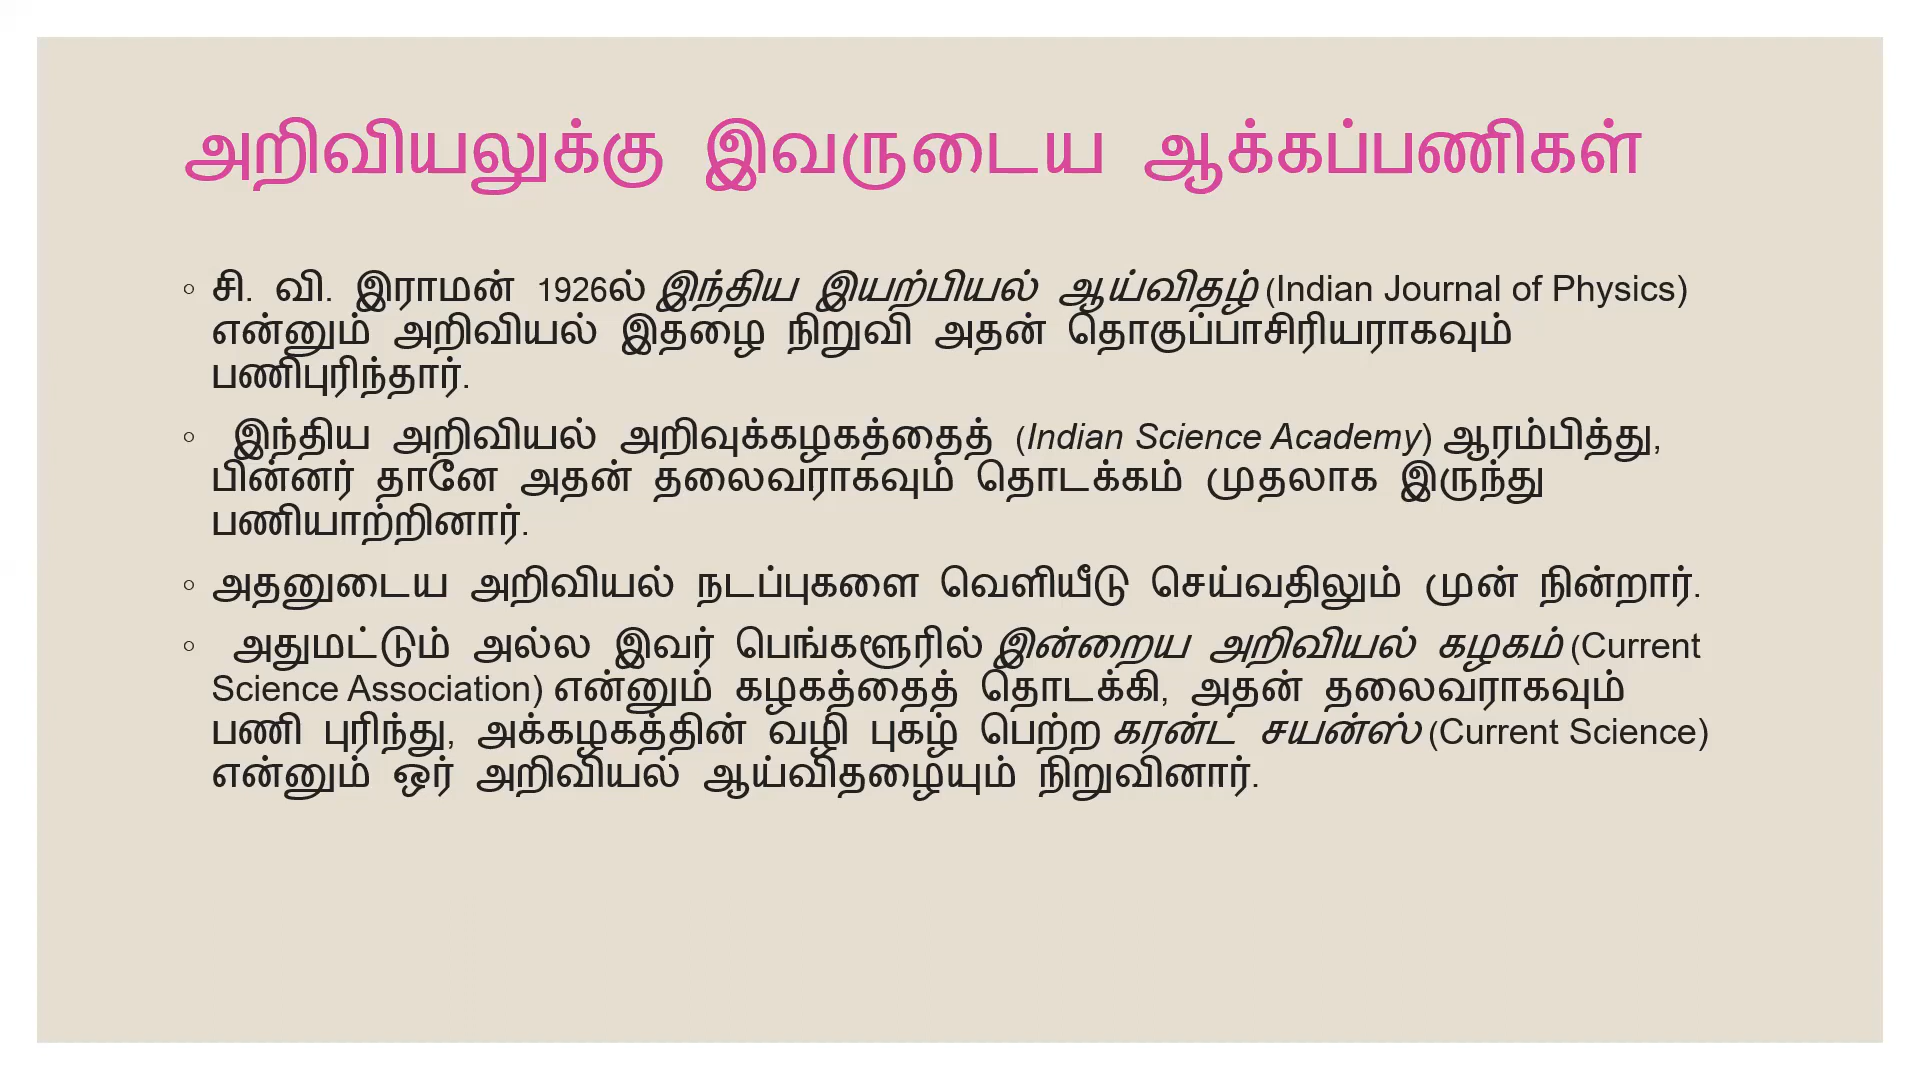 அறிவியலுக்கு இவருடைய ஆக்கப்பணிகள்
◦ சி. வி. இராமன் 1926ல் இந்திய இயற்பியல் ஆய்விதழ் (Indian Journal of Physics)
என்னும் அறிவியல் இதழை நிறுவி அதன் தொகுப்பாசிரியராகவும்
பணிபுரிந்தார்.
◦ இந்திய அறிவியல் அறிவுக்கழகத்தைத் (Indian Science Academy) ஆரம்பித்து,
பின்னர் தானே அதன் தலைவராகவும் தொடக்கம் முதலாக இருந்து
பணியாற்றினார்.
◦ அதனுடைய அறிவியல் நடப்புகளை வெளியீடு செய்வதிலும் முன் நின்றார்.
◦ அதுமட்டும் அல்ல இவர் பெங்களூரில் இன்றைய அறிவியல் கழகம் (Current
Science Association) என்னும் கழகத்தைத் தொடக்கி, அதன் தலைவராகவும்
பணி புரிந்து, அக்கழகத்தின் வழி புகழ் பெற்ற கரன்ட் சயன்ஸ் (Current Science)
என்னும் ஒர் அறிவியல் ஆய்விதழையும் நிறுவினார்.